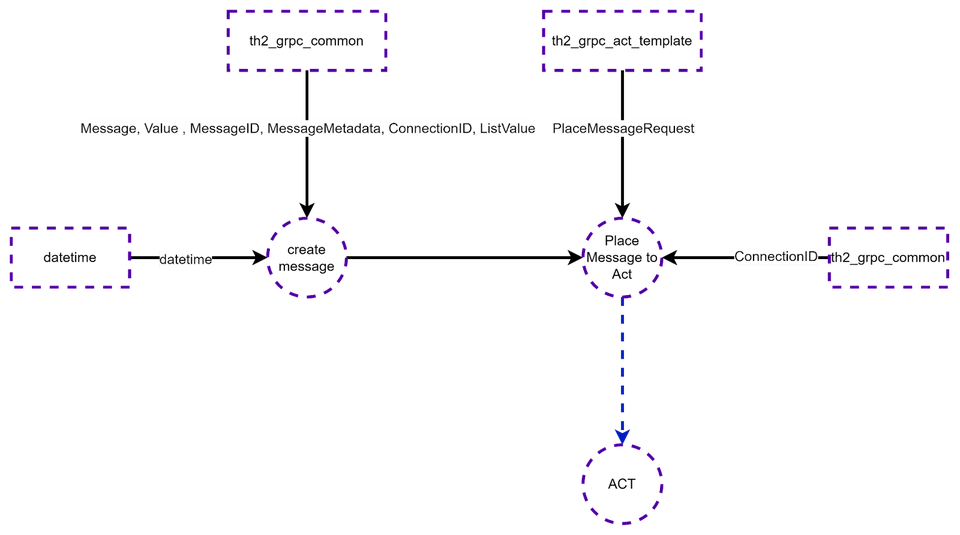 th2_grpc_common
th2_grpc_act_template
Message, Value , MessageID, MessageMetadata, ConnectionID, ListValue
PlaceMessageRequest
datetime
datetime
create
message
Place
Message to
Act
ConnectionID
th2_grpc_common
ACT